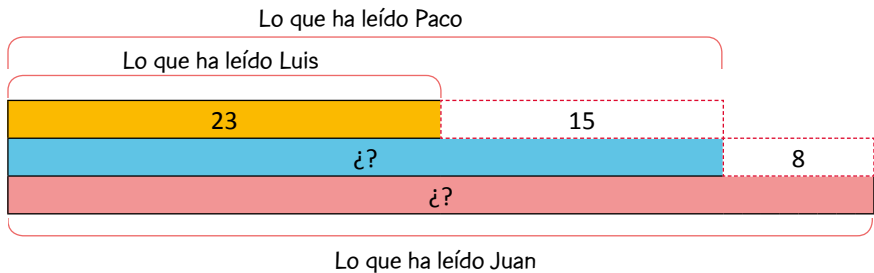 Lo que ha leído Paco
Lo que ha leído Luis
23 15
¿? 8
¿?
Lo que ha leído Juan